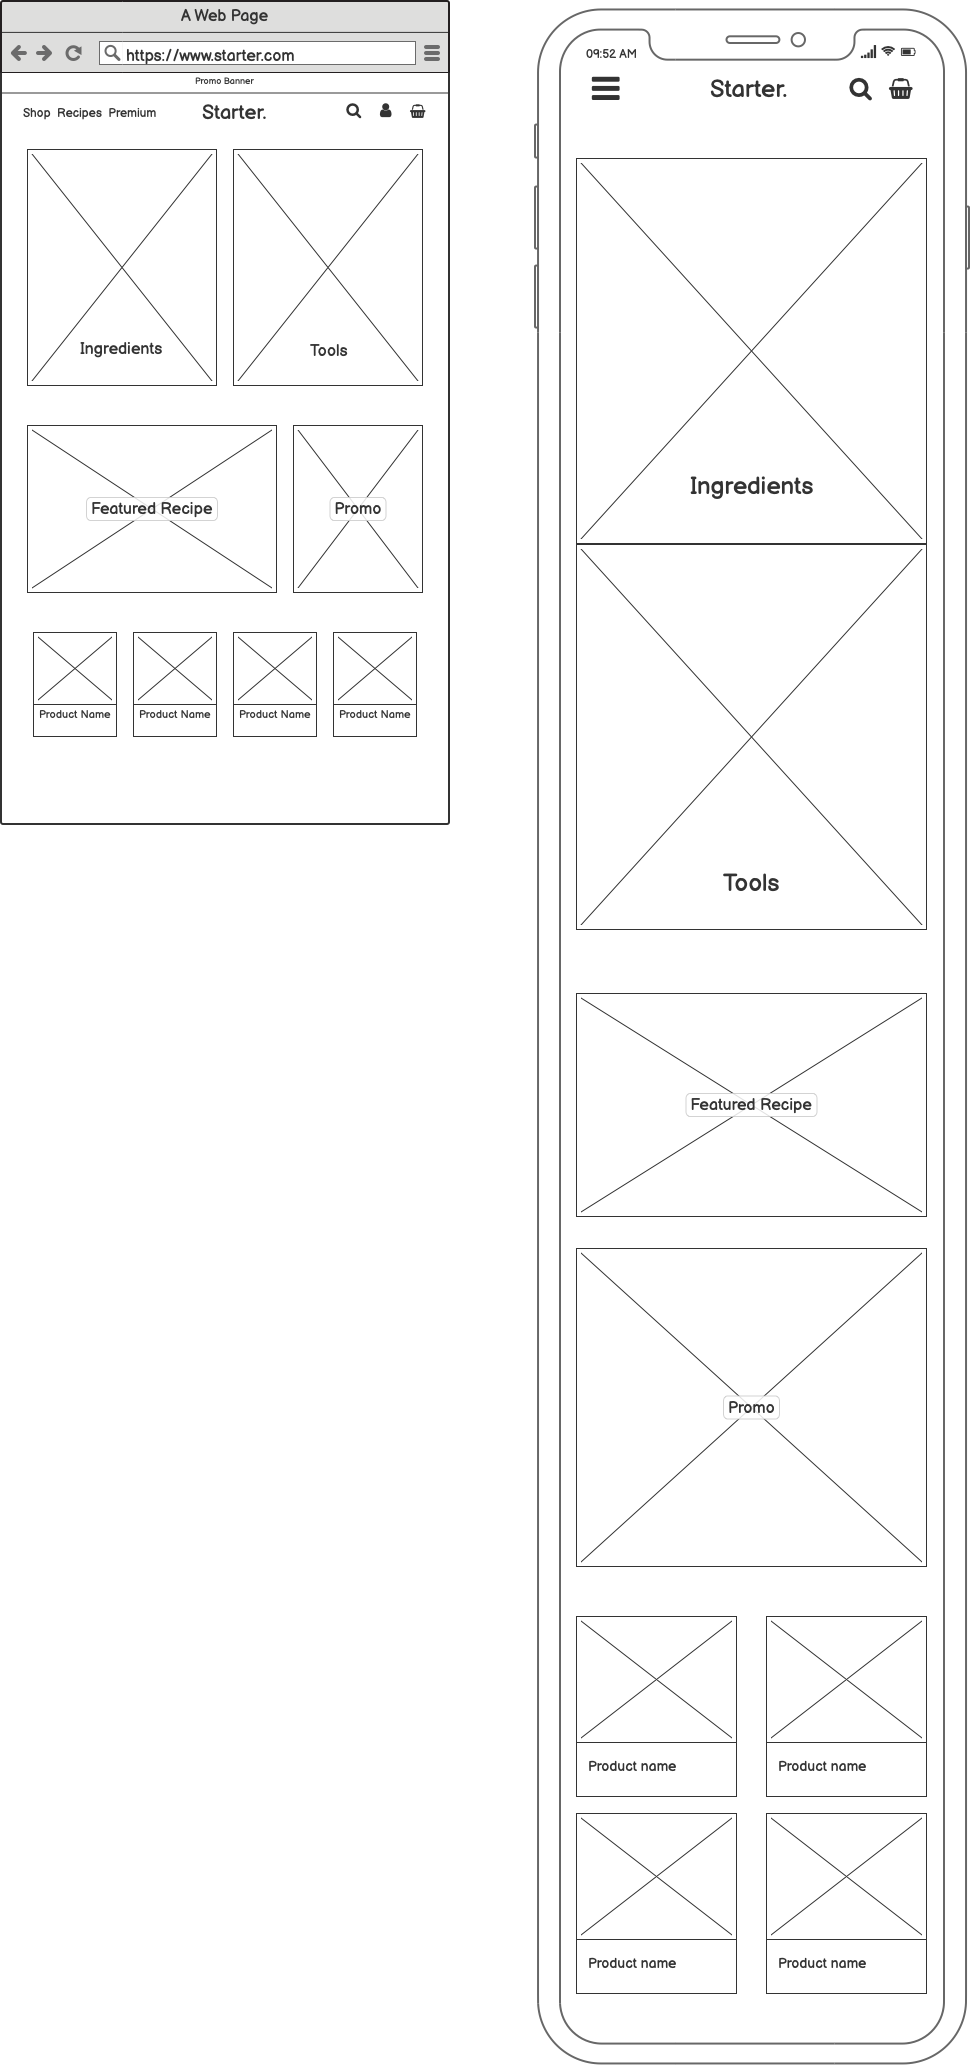 A Web Page
https://www.starter.com
Promo Banner
Shop Recipes Premium Starter.
Ingredients Tools
Featured Recipe Promo
Product Name Product Name Product Name Product Name
09:52 AM
Starter.
Ingredients
Tools
Featured Recipe
Promo
Product name Product name
Product name Product name